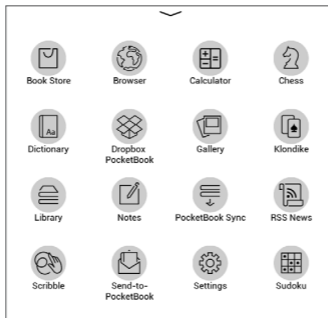 Book Store
Browser
Calculator
Chess
Aa
Dictionary
Dropbox
PocketBook
Gallery
Klondike
Library
Notes
PocketBook Sync
RSS News
Scribble
Send-to-
PocketBook
Settings
Sudoku